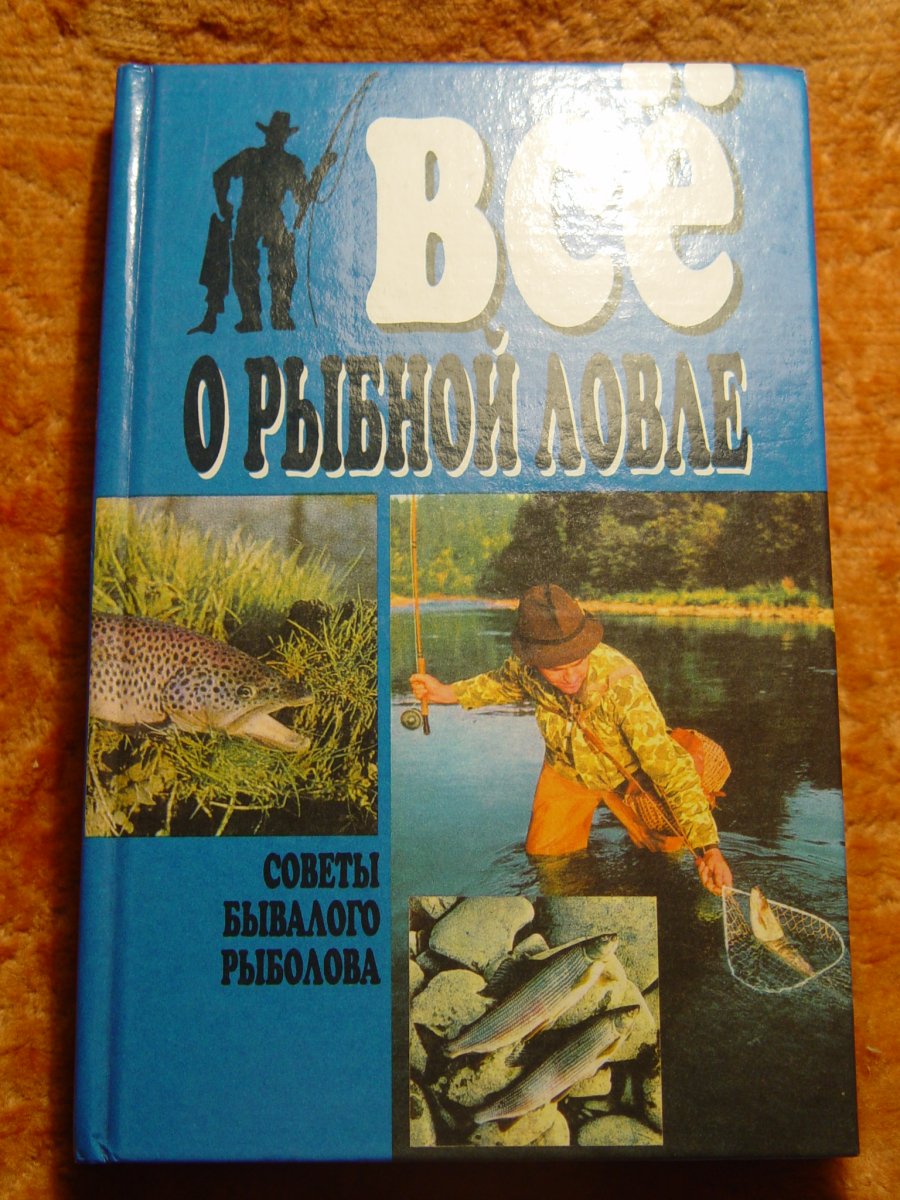 Всё
О РЫБНОЙ ЛОВЛЕ
СОВЕТЫ
БЫВАЛОГО
РЫБОЛОВА